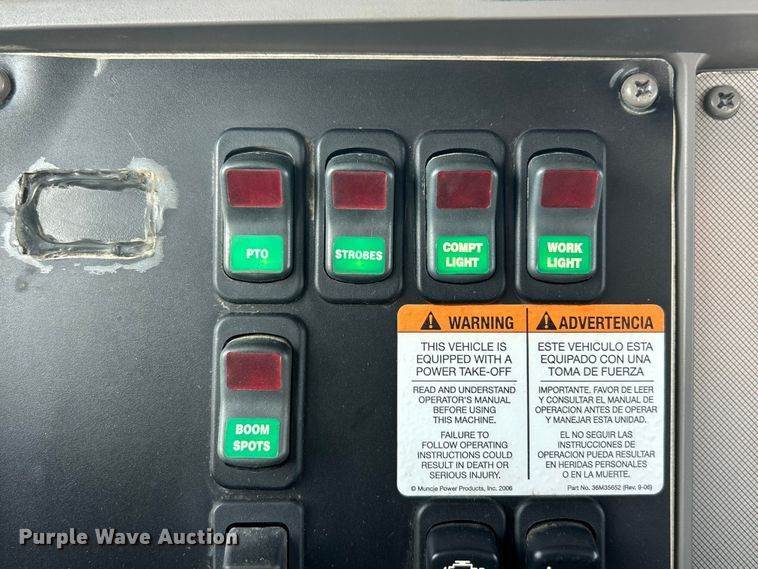 PTO
STROBES
COMPT
LIGHT
WORK
LIGHT
BOOM
SPOTS
WARNING
THIS VEHICLE IS
EQUIPPED WITH A
POWER TAKE-OFF
READ AND UNDERSTAND
OPERATOR'S MANUAL
BEFORE USING
THIS MACHINE.
FAILURE TO
FOLLOW OPERATING
INSTRUCTIONS COULD
RESULT IN DEATH OR
SERIOUS INJURY.
© Muncie Power Products, Inc. 2006
ADVERTENCIA
ESTE VEHICULO ESTA
EQUIPADO CON UNA
TOMA DE FUERZA
IMPORTANTE, FAVOR DE LEER
Y CONSULTAR EL MANUAL DE
OPERACION ANTES DE OPERAR
Y MANEJAR ESTA UNIDAD.
EL NO SEGUIR LAS
INSTRUCCIONES DE
OPERACION PUEDA RESULTAR
EN HERIDAS PERSONALES
O EN LA MUERTE.
Part No. 36M35652 (Rev. 9-06)
Purple Wave Auction